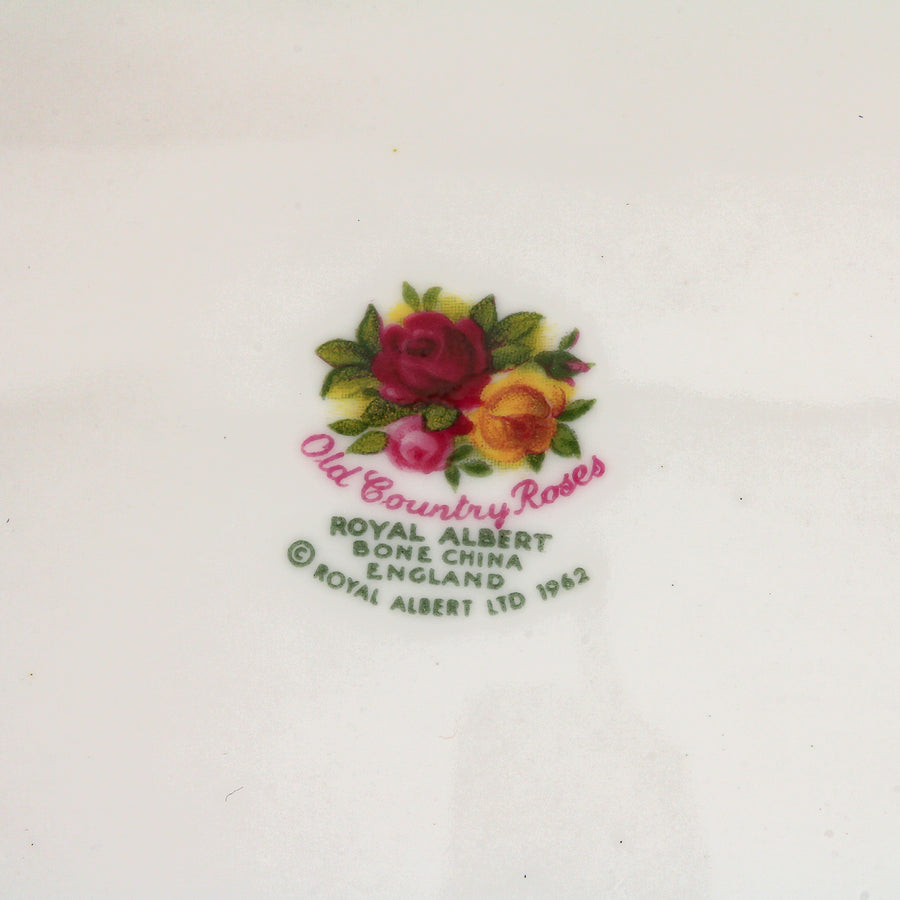 Old Country Roses
ROYAL ALBERT
BONE CHINA
ENGLAND
© ROYAL ALBERT LTD 1962